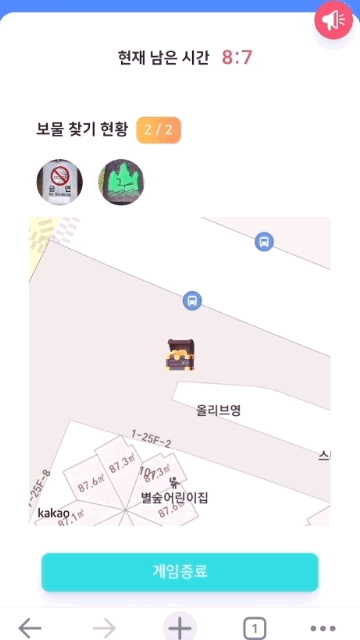 현재 남은 시간 8:7
보물 찾기 현황 2 / 2
금 연
No Smoking
올리브영
1-25F-2
87.3㎡
87.3㎡
10
87.6㎡
1-25F-8
별숲어린이집
87.6㎡
87.1㎡
kakao
게임종료
1